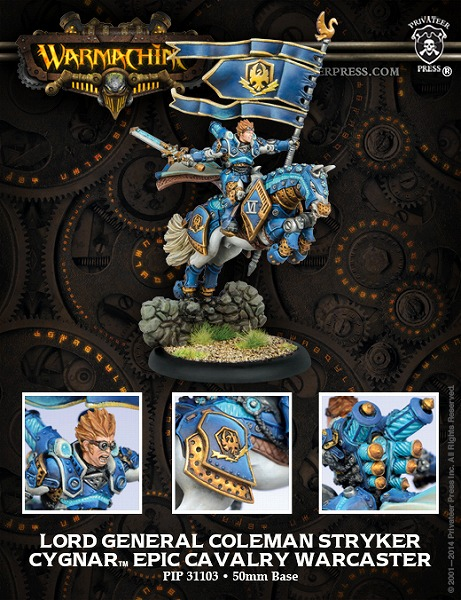 WARMACHINE
PRIVATEER
PRESS®
ERPRESS.COM
VI
LORD GENERAL COLEMAN STRYKER
CYGNAR™ EPIC CAVALRY WARCASTER
PIP 31103 • 50mm Base
© 2001–2014 Privateer Press Inc. All Rights Reserved.